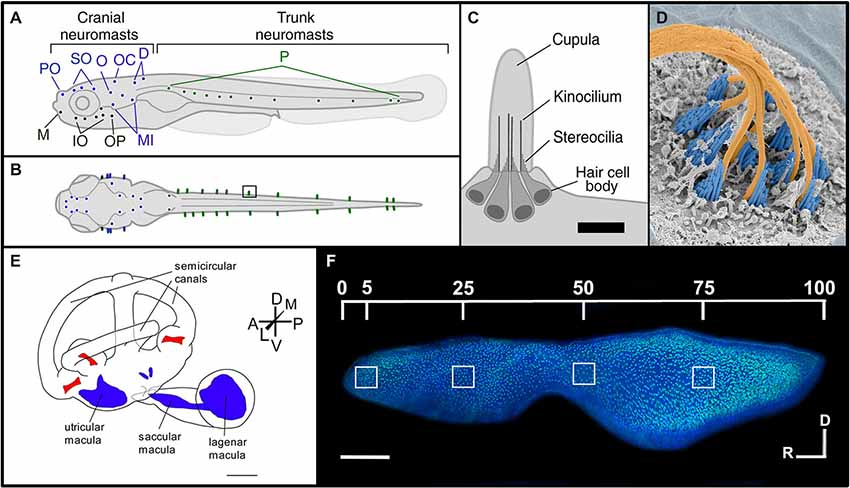 A
Cranial
neuromasts
Trunk
neuromasts
PO
SO
O
OC
D
P
M
IO
OP
MI
B
C
Cupula
Kinocilium
Stereocilia
Hair cell
body
D
E
semicircular
canals
D
M
A
P
L
V
utricular
macula
saccular
macula
lagenar
macula
F
0
5
25
50
75
100
D
R